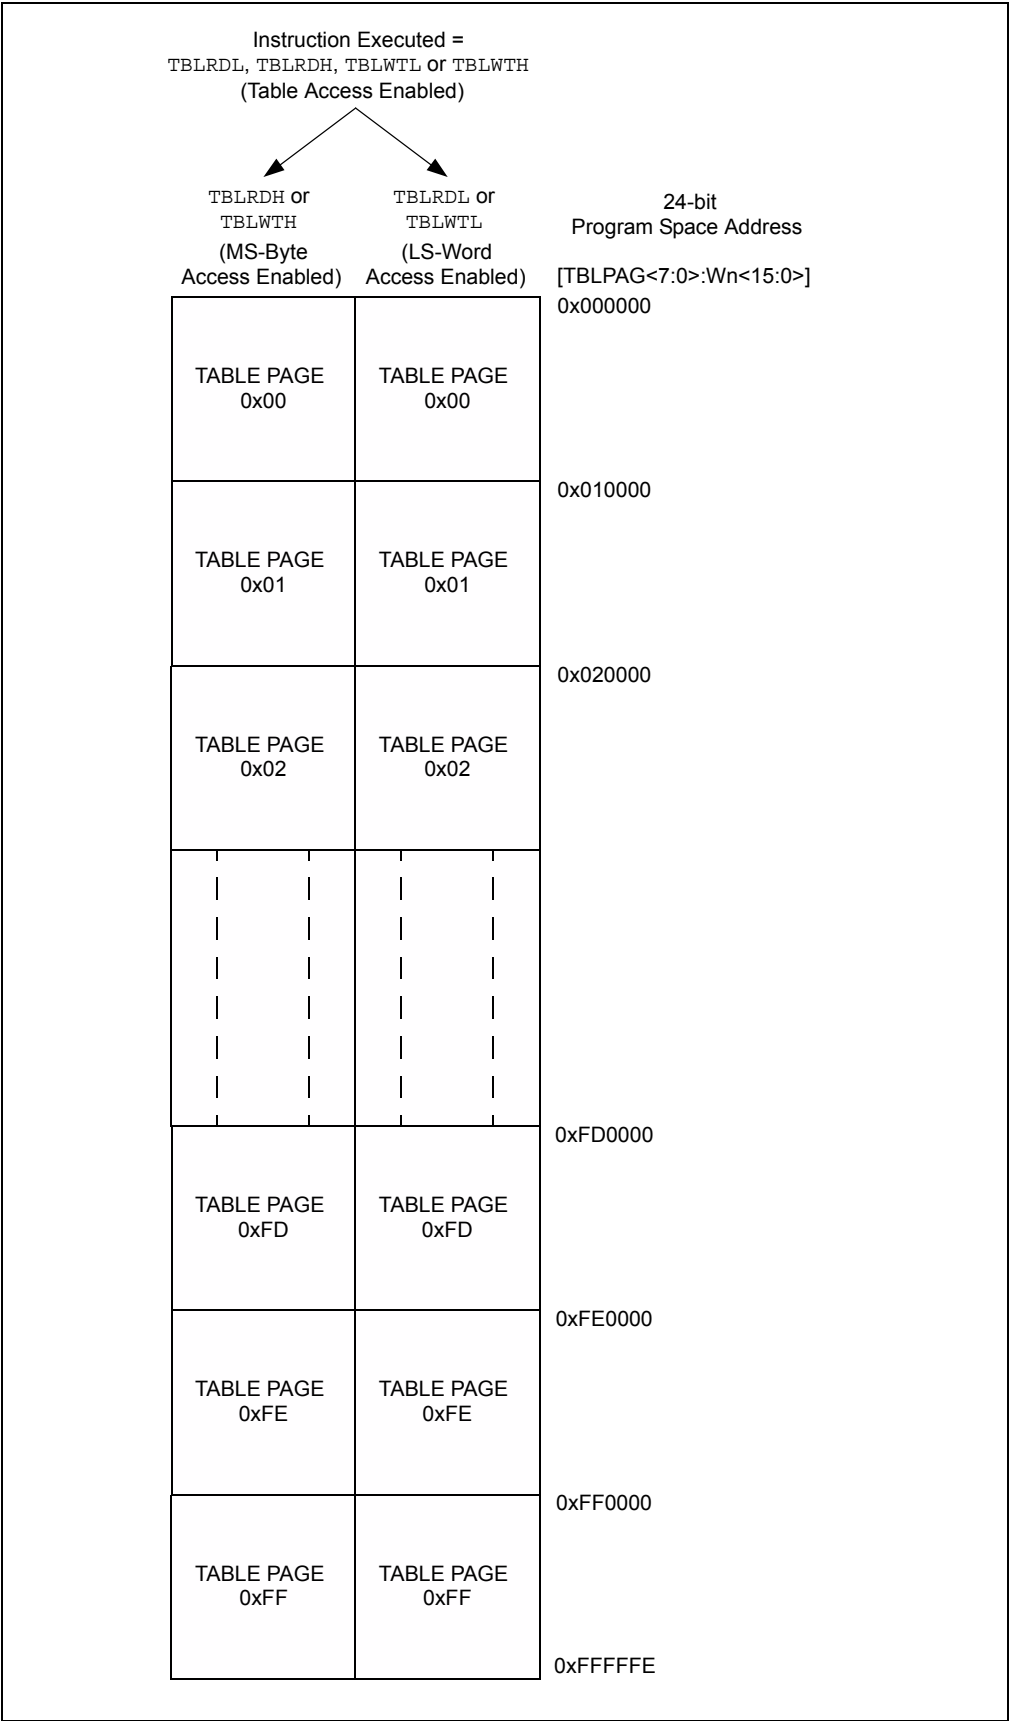 Instruction Executed =
TBLRDL, TBLRDH, TBLWTL or TBLWTH
(Table Access Enabled)
TBLRDH or
TBLWTH
(MS-Byte
Access Enabled)
TBLRDL or
TBLWTL
(LS-Word
Access Enabled)
24-bit
Program Space Address
[TBLPAG<7:0>:Wn<15:0>]
0x000000
TABLE PAGE
0x00
TABLE PAGE
0x00
0x010000
TABLE PAGE
0x01
TABLE PAGE
0x01
0x020000
TABLE PAGE
0x02
TABLE PAGE
0x02
0xFD0000
TABLE PAGE
0xFD
TABLE PAGE
0xFD
0xFE0000
TABLE PAGE
0xFE
TABLE PAGE
0xFE
0xFF0000
TABLE PAGE
0xFF
TABLE PAGE
0xFF
0xFFFFFE